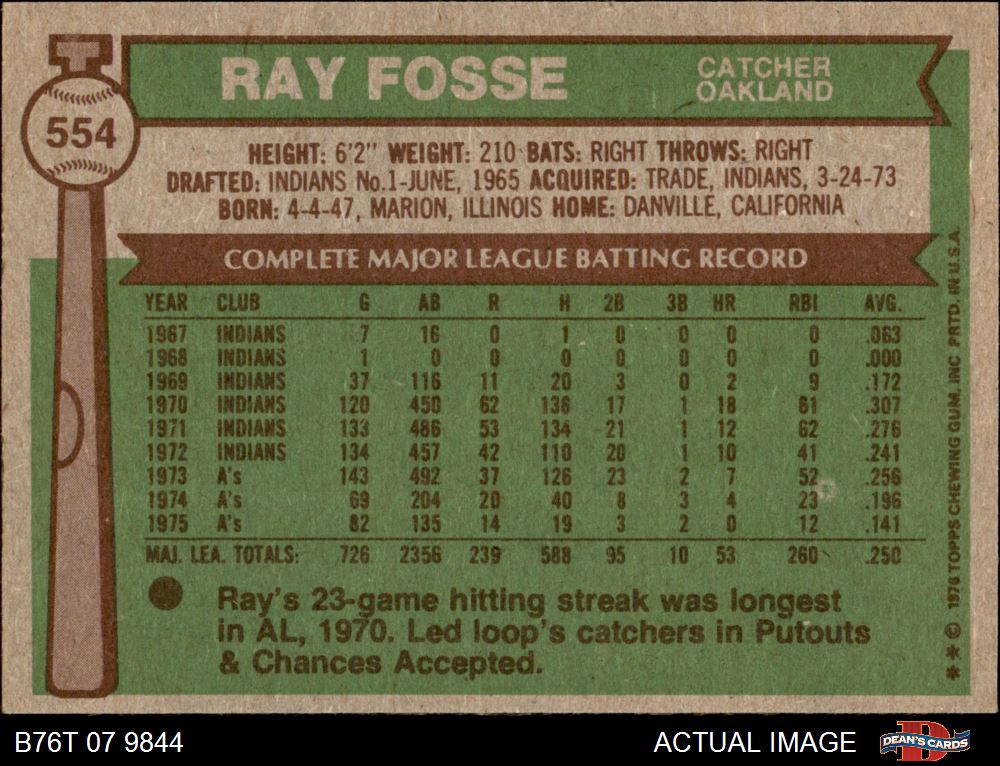 RAY FOSSE
CATCHER
OAKLAND
554
HEIGHT: 6'2" WEIGHT: 210 BATS: RIGHT THROWS: RIGHT
DRAFTED: INDIANS No.1-JUNE, 1965 ACQUIRED: TRADE, INDIANS, 3-24-73
BORN: 4-4-47, MARION, ILLINOIS HOME: DANVILLE, CALIFORNIA
COMPLETE MAJOR LEAGUE BATTING RECORD
YEAR CLUB G AB R H 2B 3B HR RBI AVG.
1967 INDIANS 7 16 0 1 0 0 0 0 .063
1968 INDIANS 1 0 0 0 0 0 0 0 .000
1969 INDIANS 37 116 11 20 3 0 2 9 .172
1970 INDIANS 120 450 62 138 17 1 18 61 .307
1971 INDIANS 133 486 53 134 21 1 12 62 .276
1972 INDIANS 134 457 42 110 20 1 10 41 .241
1973 A's 143 492 37 126 23 2 7 52 .256
1974 A's 69 204 20 40 8 3 4 23 .196
1975 A's 82 135 14 19 3 2 0 12 .141
MAJ. LEA. TOTALS: 726 2356 239 588 95 10 53 260 .250
Ray's 23-game hitting streak was longest
in AL, 1970. Led loop's catchers in Putouts
& Chances Accepted.
** © 1976 TOPPS CHEWING GUM, INC PRTD. IN U.S.A.
B76T 07 9844
ACTUAL IMAGE
DEAN'S CARDS